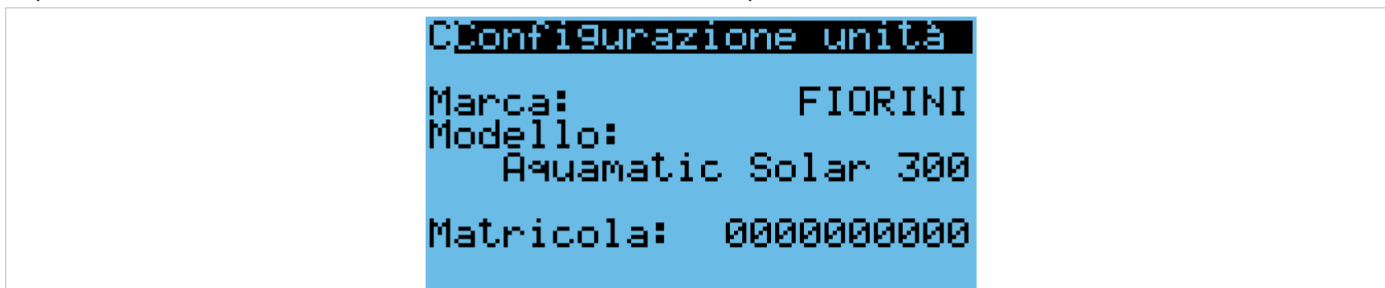 CConfigurazione unità
Marca: FIORINI
Modello:
Aquamatic Solar 300
Matricola: 0000000000